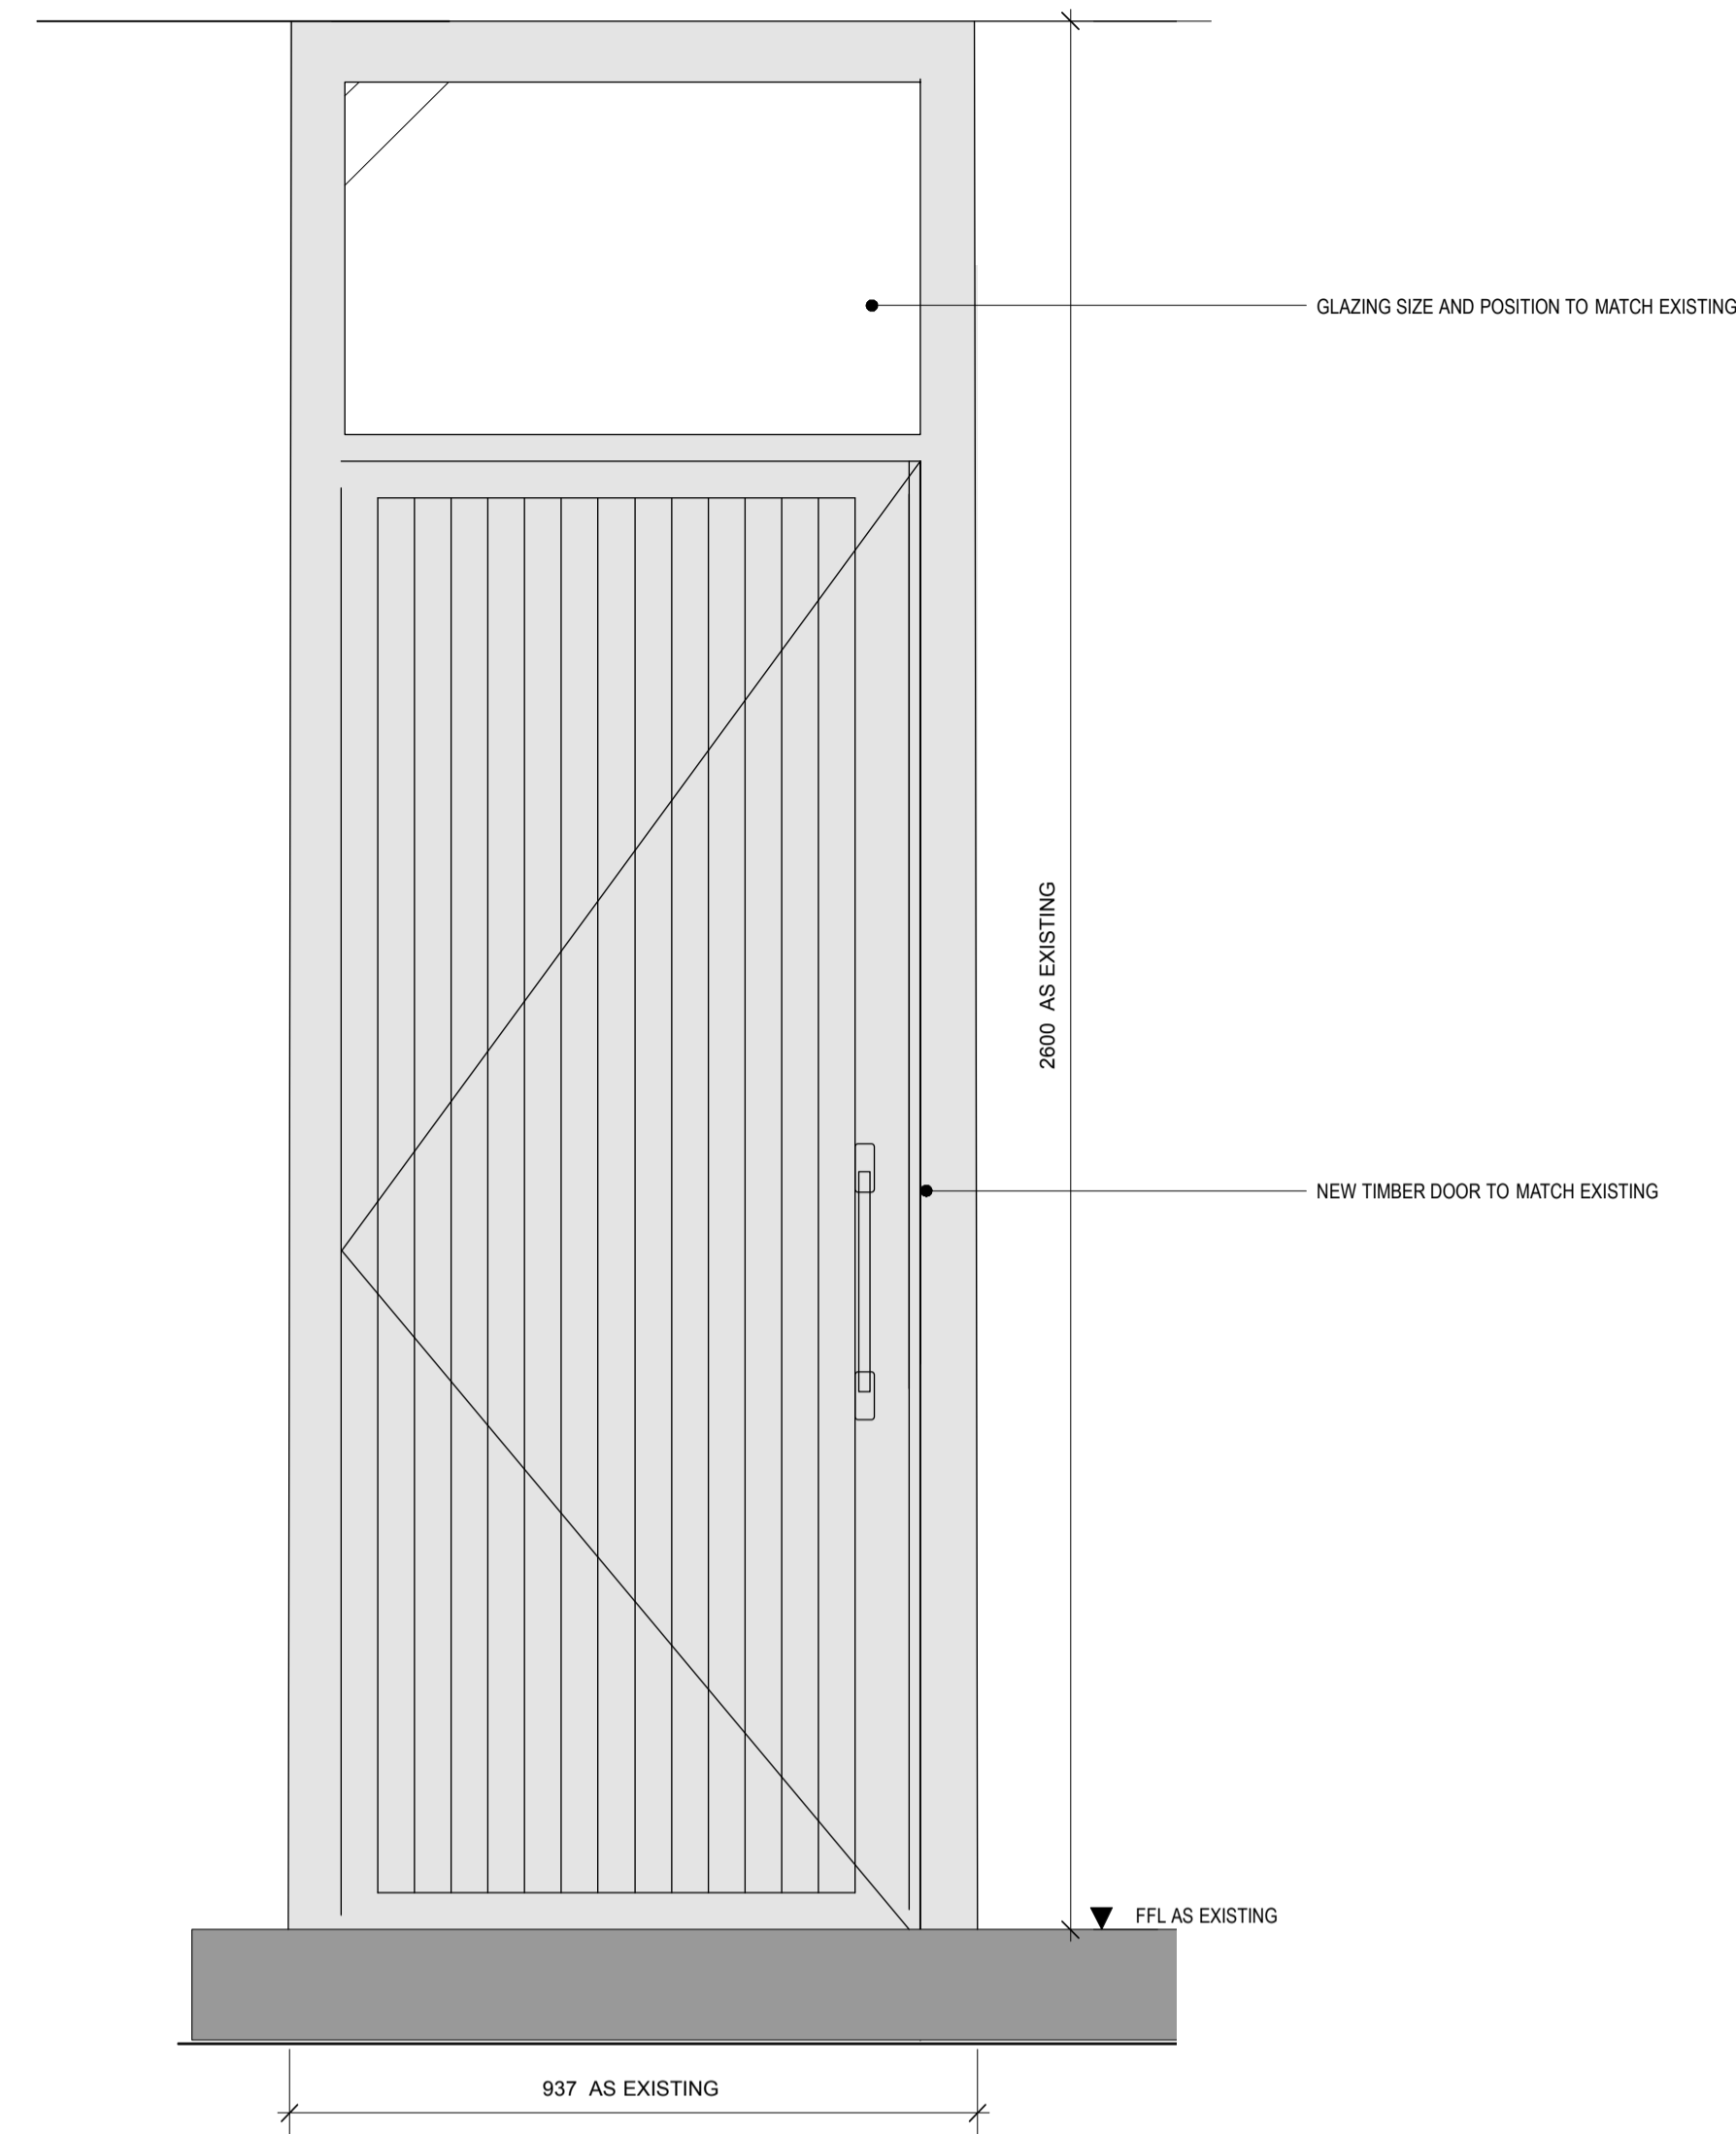 GLAZING SIZE AND POSITION TO MATCH EXISTING
2600 AS EXISTING
NEW TIMBER DOOR TO MATCH EXISTING
FFL AS EXISTING
937 AS EXISTING